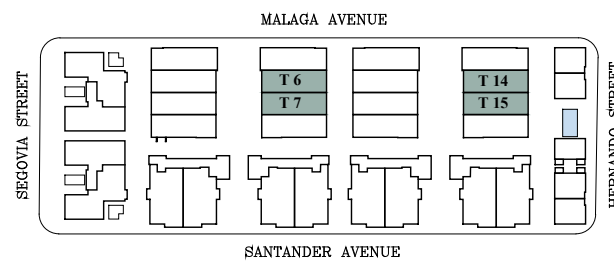 MALAGA AVENUE
SEGOVIA STREET
T 6
T 7
T 14
T 15
HERNANDO STREET
SANTANDER AVENUE